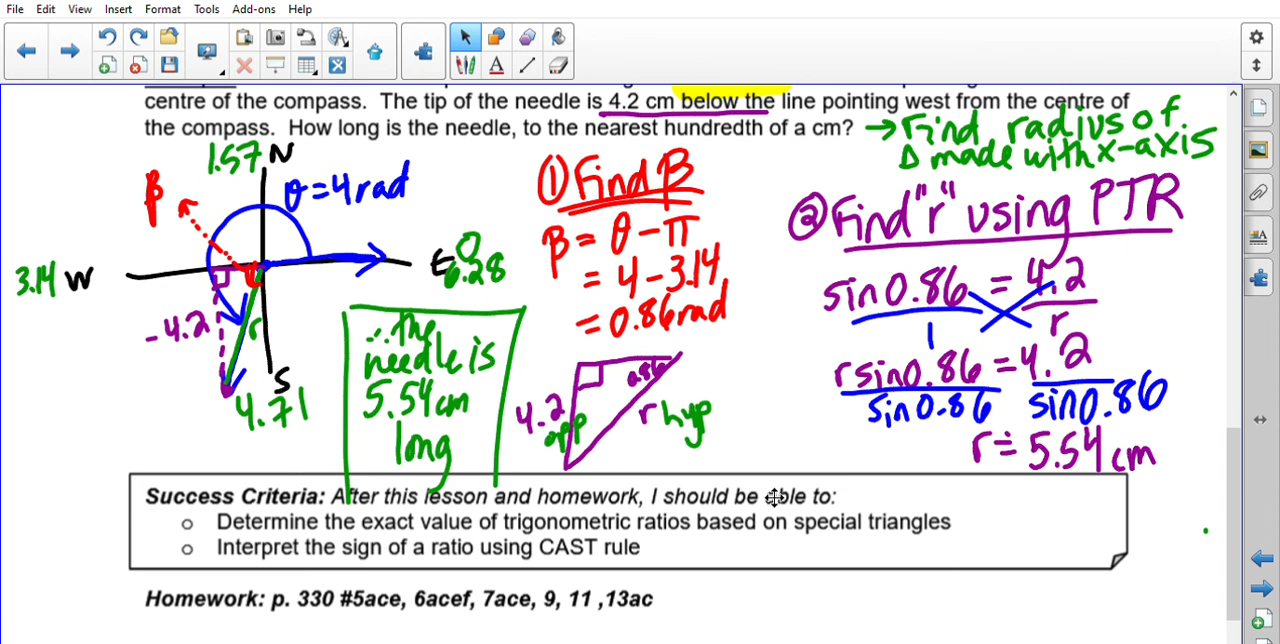 File Edit View Insert Format Tools Add-ons Help
centre of the compass. The tip of the needle is 4.2 cm below the line pointing west from the centre of
the compass. How long is the needle, to the nearest hundredth of a cm?
→ Find radius of
Δ made with x-axis
1.57 N
β
θ = 4 rad
3.14 W
E 0
6.28
-4.2
r
S
4.71
∴ the
needle is
5.54 cm
long
① Find β
β = θ - π
= 4 - 3.14
= 0.86 rad
0.86
4.2
opp
r hyp
② Find "r" using PTR
sin 0.86 = 4.2
1 r
r sin 0.86 = 4.2
sin 0.86 sin 0.86
r ≐ 5.54 cm
Success Criteria: After this lesson and homework, I should be able to:
o Determine the exact value of trigonometric ratios based on special triangles
o Interpret the sign of a ratio using CAST rule
Homework: p. 330 #5ace, 6acef, 7ace, 9, 11 ,13ac